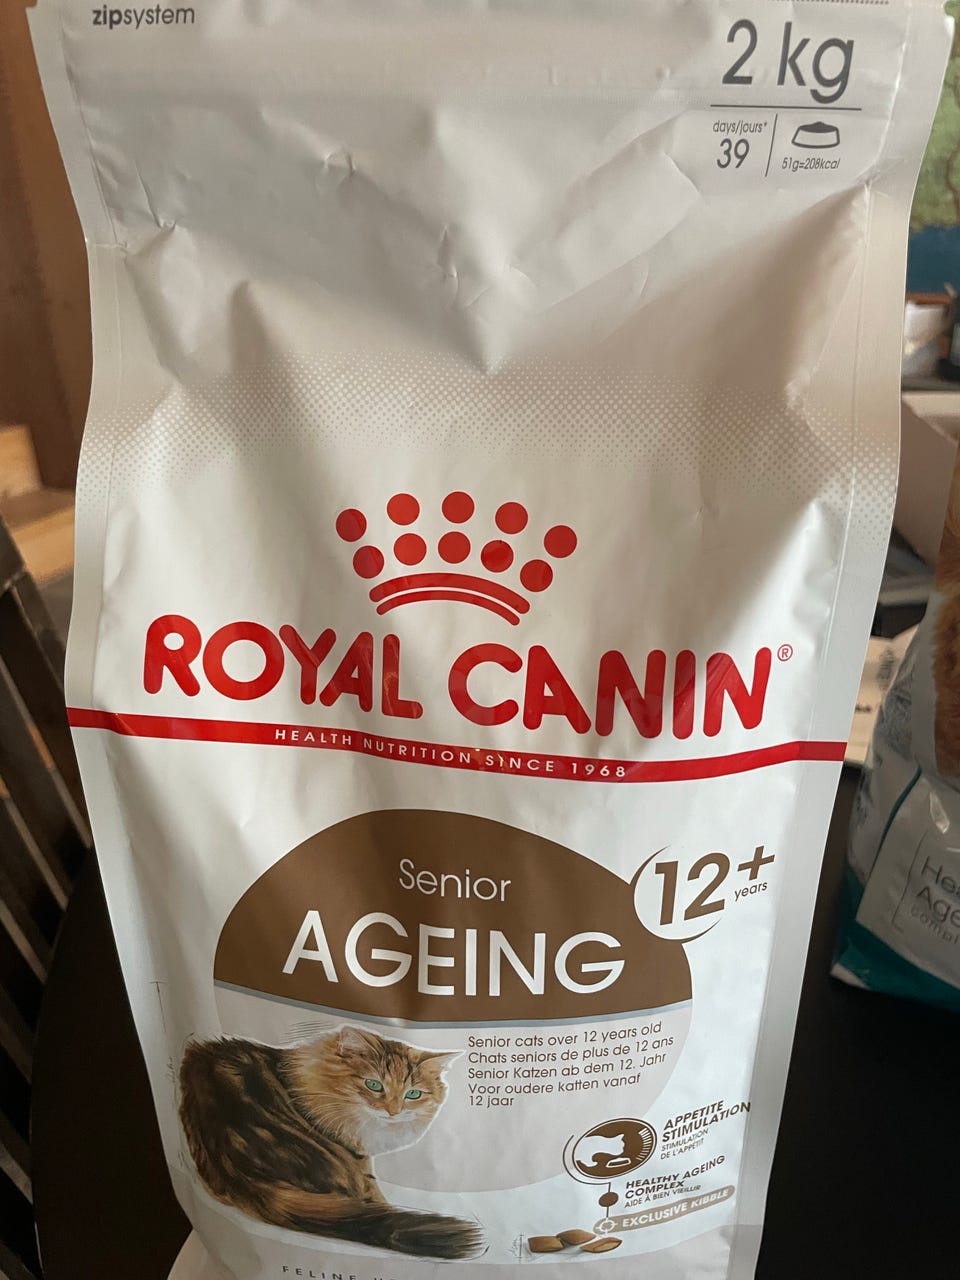 zipsystem
2 kg
days/jours*
39
51g=208kcal
ROYAL CANIN®
HEALTH NUTRITION SINCE 1968
Senior
AGEING
12+
years
Senior cats over 12 years old
Chats seniors de plus de 12 ans
Senior Katzen ab dem 12. Jahr
Voor oudere katten vanaf
12 jaar
APPETITE
STIMULATION
STIMULATION
DE L'APPÉTIT
HEALTHY AGEING
COMPLEX
AIDE À BIEN VIEILLIR
EXCLUSIVE KIBBLE
FELINE